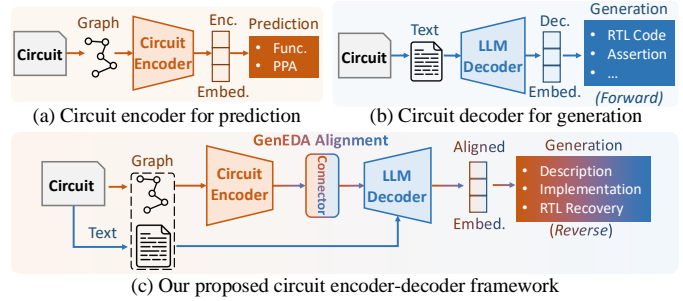 Circuit
Graph
Circuit
Encoder
Enc.
Embed.
Prediction
• Func.
• PPA
(a) Circuit encoder for prediction
Circuit
Text
LLM
Decoder
Dec.
Embed.
Generation
• RTL Code
• Assertion
• ...
(Forward)
(b) Circuit decoder for generation
GenEDA Alignment
Circuit
Graph
Text
Circuit
Encoder
Connector
LLM
Decoder
Aligned
Embed.
Generation
• Description
• Implementation
• RTL Recovery
(Reverse)
(c) Our proposed circuit encoder-decoder framework